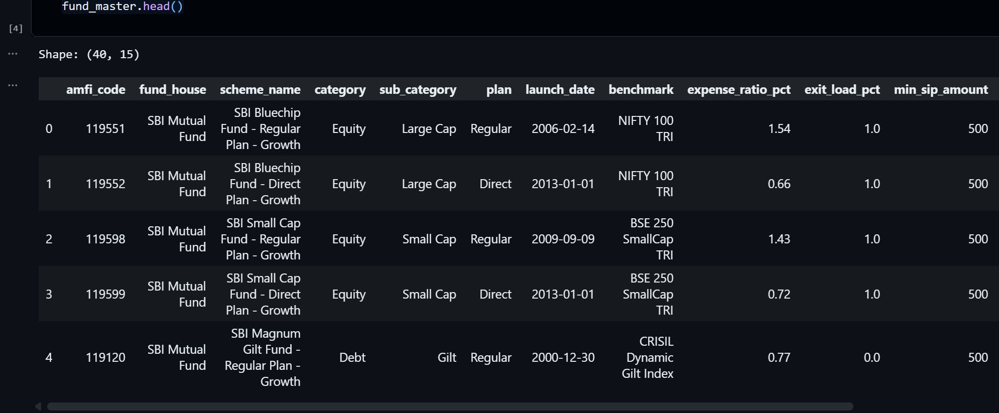 fund_master.head()
[4]
...
Shape: (40, 15)
...
amfi_code fund_house scheme_name category sub_category plan launch_date benchmark expense_ratio_pct exit_load_pct min_sip_amount
0 119551 SBI Mutual Fund SBI Bluechip Fund - Regular Plan - Growth Equity Large Cap Regular 2006-02-14 NIFTY 100 TRI 1.54 1.0 500
1 119552 SBI Mutual Fund SBI Bluechip Fund - Direct Plan - Growth Equity Large Cap Direct 2013-01-01 NIFTY 100 TRI 0.66 1.0 500
2 119598 SBI Mutual Fund SBI Small Cap Fund - Regular Plan - Growth Equity Small Cap Regular 2009-09-09 BSE 250 SmallCap TRI 1.43 1.0 500
3 119599 SBI Mutual Fund SBI Small Cap Fund - Direct Plan - Growth Equity Small Cap Direct 2013-01-01 BSE 250 SmallCap TRI 0.72 1.0 500
4 119120 SBI Mutual Fund SBI Magnum Gilt Fund - Regular Plan - Growth Debt Gilt Regular 2000-12-30 CRISIL Dynamic Gilt Index 0.77 0.0 500